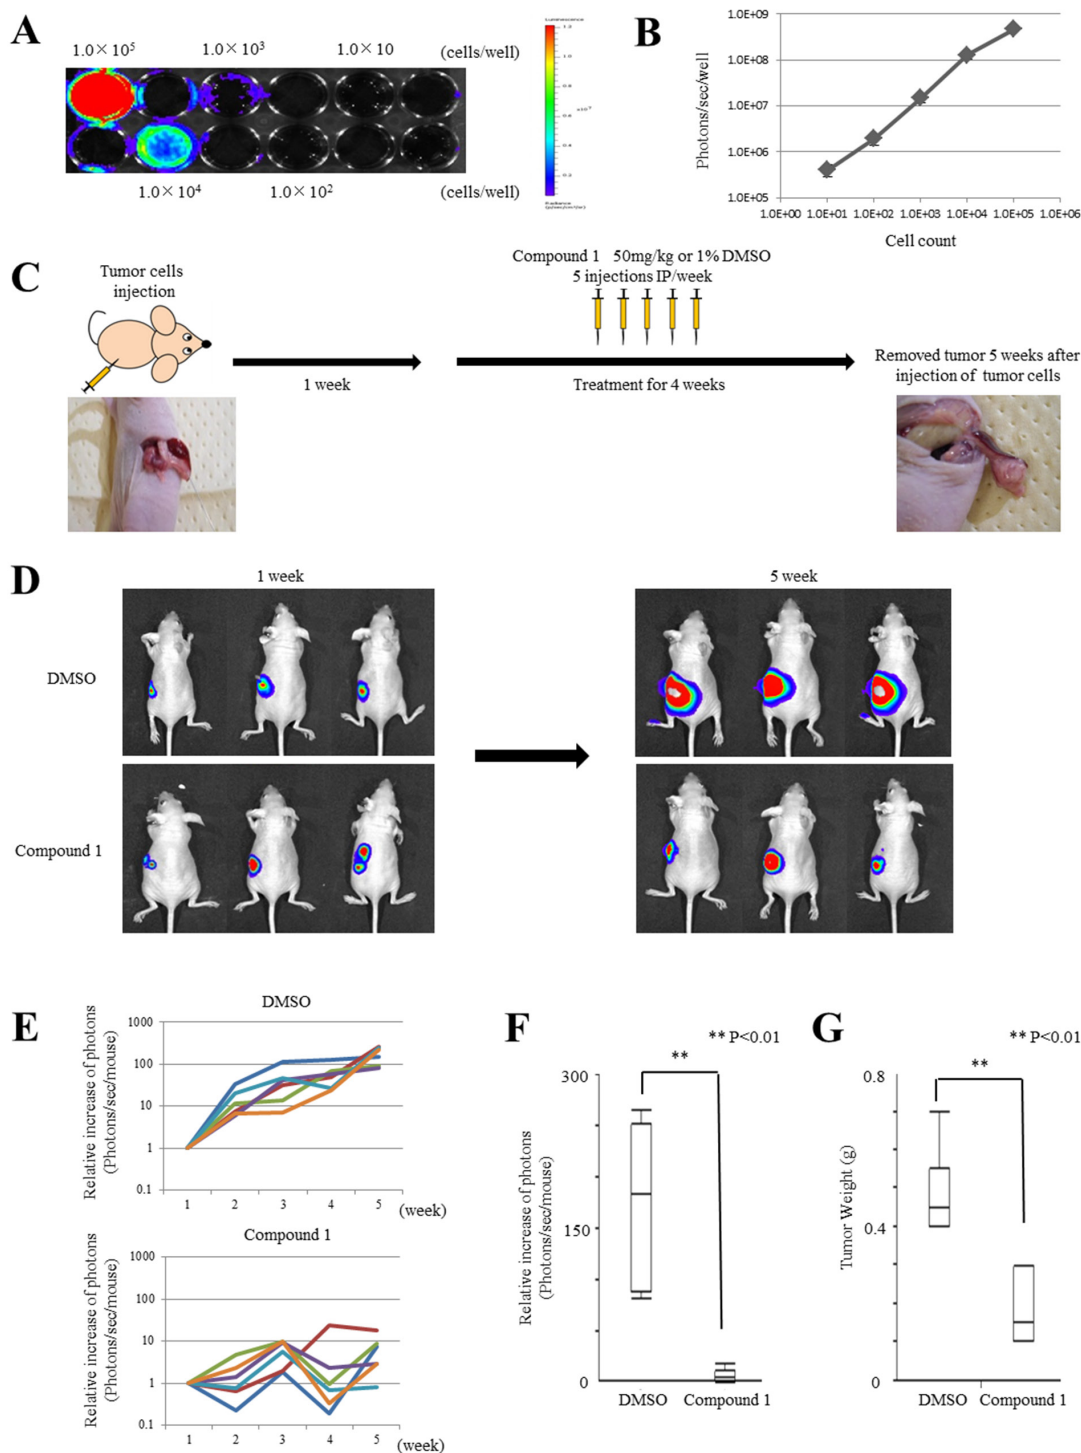 A
1.0×10⁵
1.0×10³
1.0×10
(cells/well)
1.0×10⁴
1.0×10²
(cells/well)
Luminescence
B
Photons/sec/well
1.0E+09
1.0E+08
1.0E+07
1.0E+06
1.0E+05
1.0E+00 1.0E+01 1.0E+02 1.0E+03 1.0E+04 1.0E+05 1.0E+06
Cell count
C
Tumor cells
injection
1 week
Compound 1 50mg/kg or 1% DMSO
5 injections IP/week
Treatment for 4 weeks
Removed tumor 5 weeks after
injection of tumor cells
D
1 week
5 week
DMSO
Compound 1
E
DMSO
Relative increase of photons
(Photons/sec/mouse)
1000
100
10
1
0.1
1 2 3 4 5
(week)
Compound 1
Relative increase of photons
(Photons/sec/mouse)
1000
100
10
1
0.1
1 2 3 4 5
(week)
F
** P<0.01
**
Relative increase of photons
(Photons/sec/mouse)
300
150
0
DMSO Compound 1
G
** P<0.01
**
Tumor Weight (g)
0.8
0.4
0
DMSO Compound 1